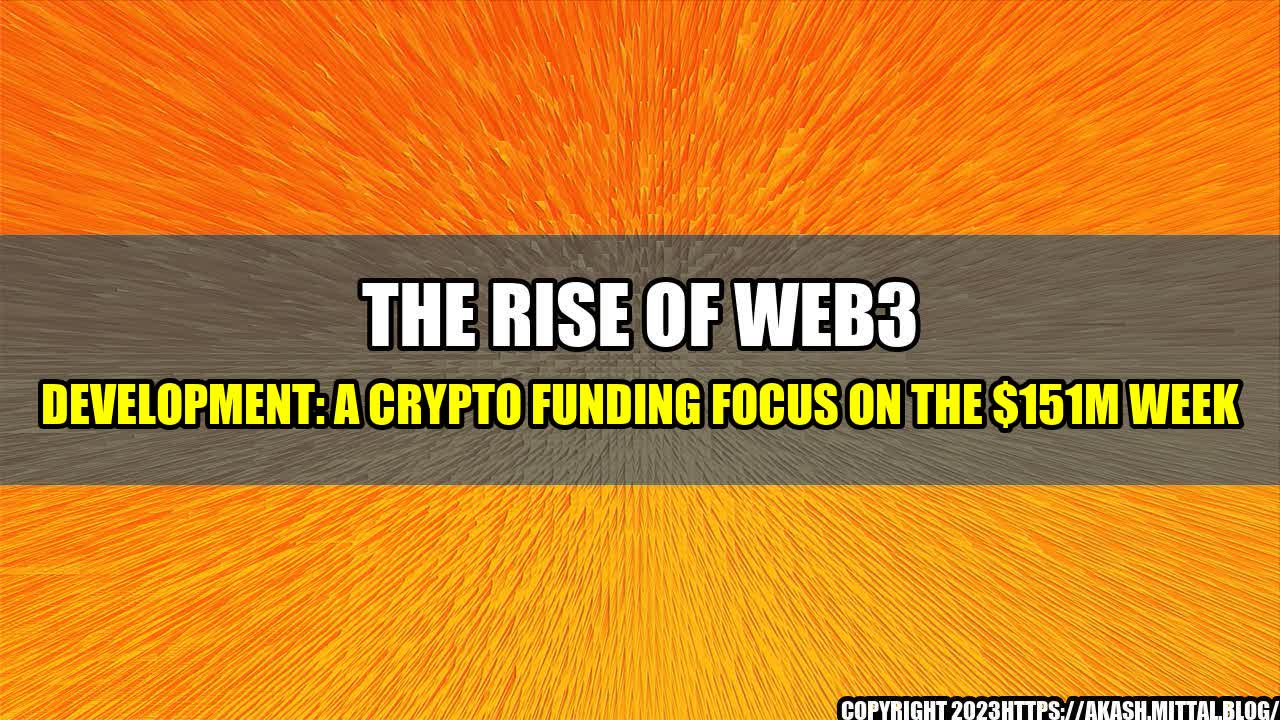 THE RISE OF WEB3
DEVELOPMENT: A CRYPTO FUNDING FOCUS ON THE $151M WEEK
COPYRIGHT 2023HTTPS://AKASH.MITTAL.BLOG/